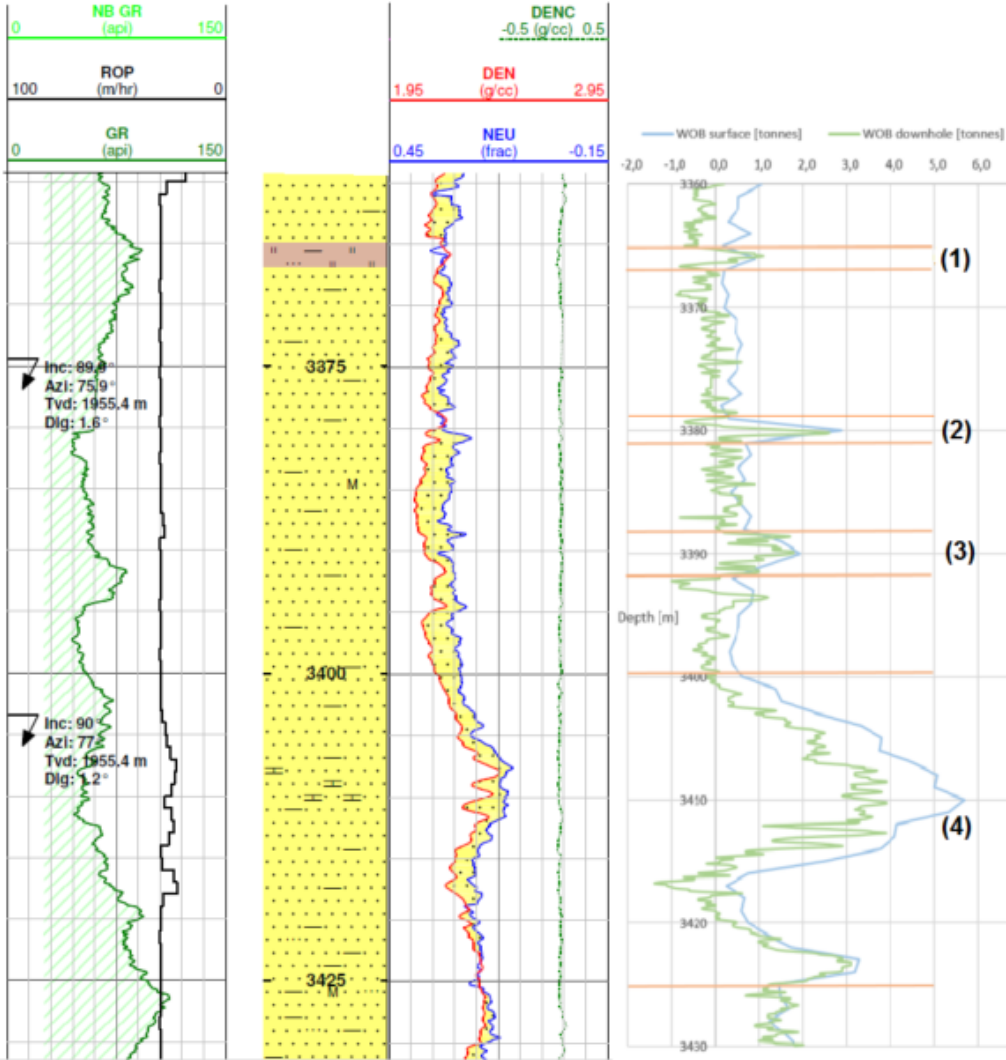 NB GR
0 (api) 150
ROP
100 (m/hr) 0
GR
0 (api) 150
Inc: 89.9°
Azi: 75.9°
Tvd: 1955.4 m
Dlg: 1.6°
Inc: 90°
Azi: 77°
Tvd: 1955.4 m
Dlg: 1.2°
M
3375
3400
3425
M
DENC
-0.5 (g/cc) 0.5
DEN
1.95 (g/cc) 2.95
NEU
0.45 (frac) -0.15
WOB surface [tonnes] WOB downhole [tonnes]
-2,0 -1,0 0,0 1,0 2,0 3,0 4,0 5,0 6,0
3360
3370
3380
3390
3400
3410
3420
3430
Depth [m]
(1)
(2)
(3)
(4)